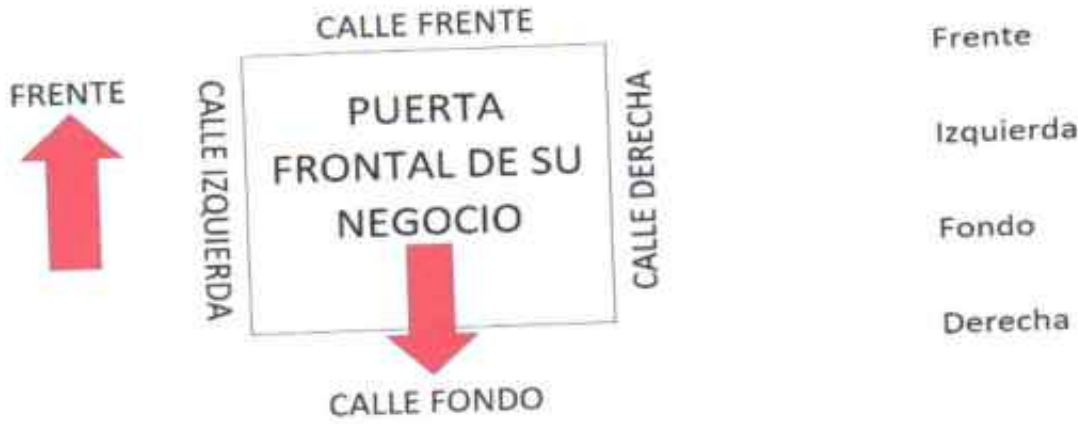 CALLE FRENTE
FRENTE
CALLE IZQUIERDA
PUERTA
FRONTAL DE SU
NEGOCIO
CALLE DERECHA
CALLE FONDO
Frente
Izquierda
Fondo
Derecha